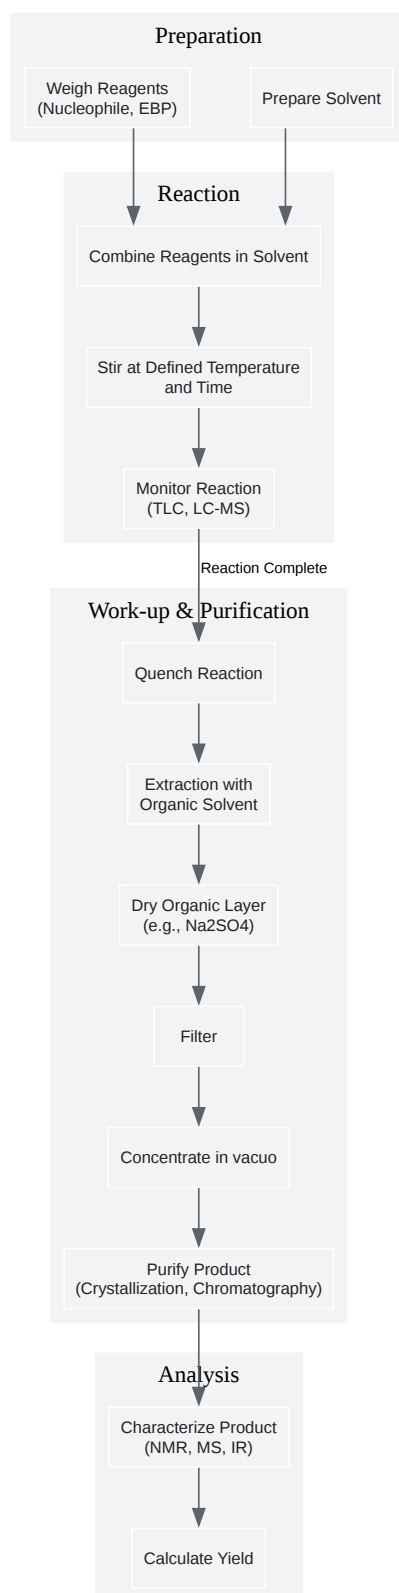 Preparation
Weigh Reagents
(Nucleophile, EBP)
Prepare Solvent
Reaction
Combine Reagents in Solvent
Stir at Defined Temperature
and Time
Monitor Reaction
(TLC, LC-MS)
Reaction Complete
Work-up & Purification
Quench Reaction
Extraction with
Organic Solvent
Dry Organic Layer
(e.g., Na2SO4)
Filter
Concentrate in vacuo
Purify Product
(Crystallization, Chromatography)
Analysis
Characterize Product
(NMR, MS, IR)
Calculate Yield